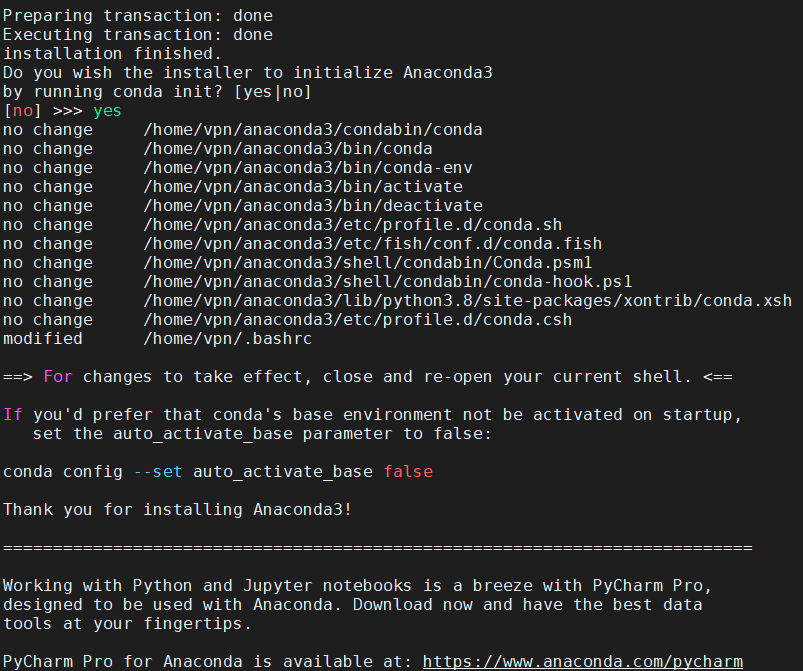 Preparing transaction: done
Executing transaction: done
installation finished.
Do you wish the installer to initialize Anaconda3
by running conda init? [yes|no]
[no] >>> yes
no change     /home/vpn/anaconda3/condabin/conda
no change     /home/vpn/anaconda3/bin/conda
no change     /home/vpn/anaconda3/bin/conda-env
no change     /home/vpn/anaconda3/bin/activate
no change     /home/vpn/anaconda3/bin/deactivate
no change     /home/vpn/anaconda3/etc/profile.d/conda.sh
no change     /home/vpn/anaconda3/etc/fish/conf.d/conda.fish
no change     /home/vpn/anaconda3/shell/condabin/Conda.psm1
no change     /home/vpn/anaconda3/shell/condabin/conda-hook.ps1
no change     /home/vpn/anaconda3/lib/python3.8/site-packages/xontrib/conda.xsh
no change     /home/vpn/anaconda3/etc/profile.d/conda.csh
modified      /home/vpn/.bashrc
==> For changes to take effect, close and re-open your current shell. <==
If you'd prefer that conda's base environment not be activated on startup,
   set the auto_activate_base parameter to false:
conda config --set auto_activate_base false
Thank you for installing Anaconda3!
===========================================================================
Working with Python and Jupyter notebooks is a breeze with PyCharm Pro,
designed to be used with Anaconda. Download now and have the best data
tools at your fingertips.
PyCharm Pro for Anaconda is available at: https://www.anaconda.com/pycharm